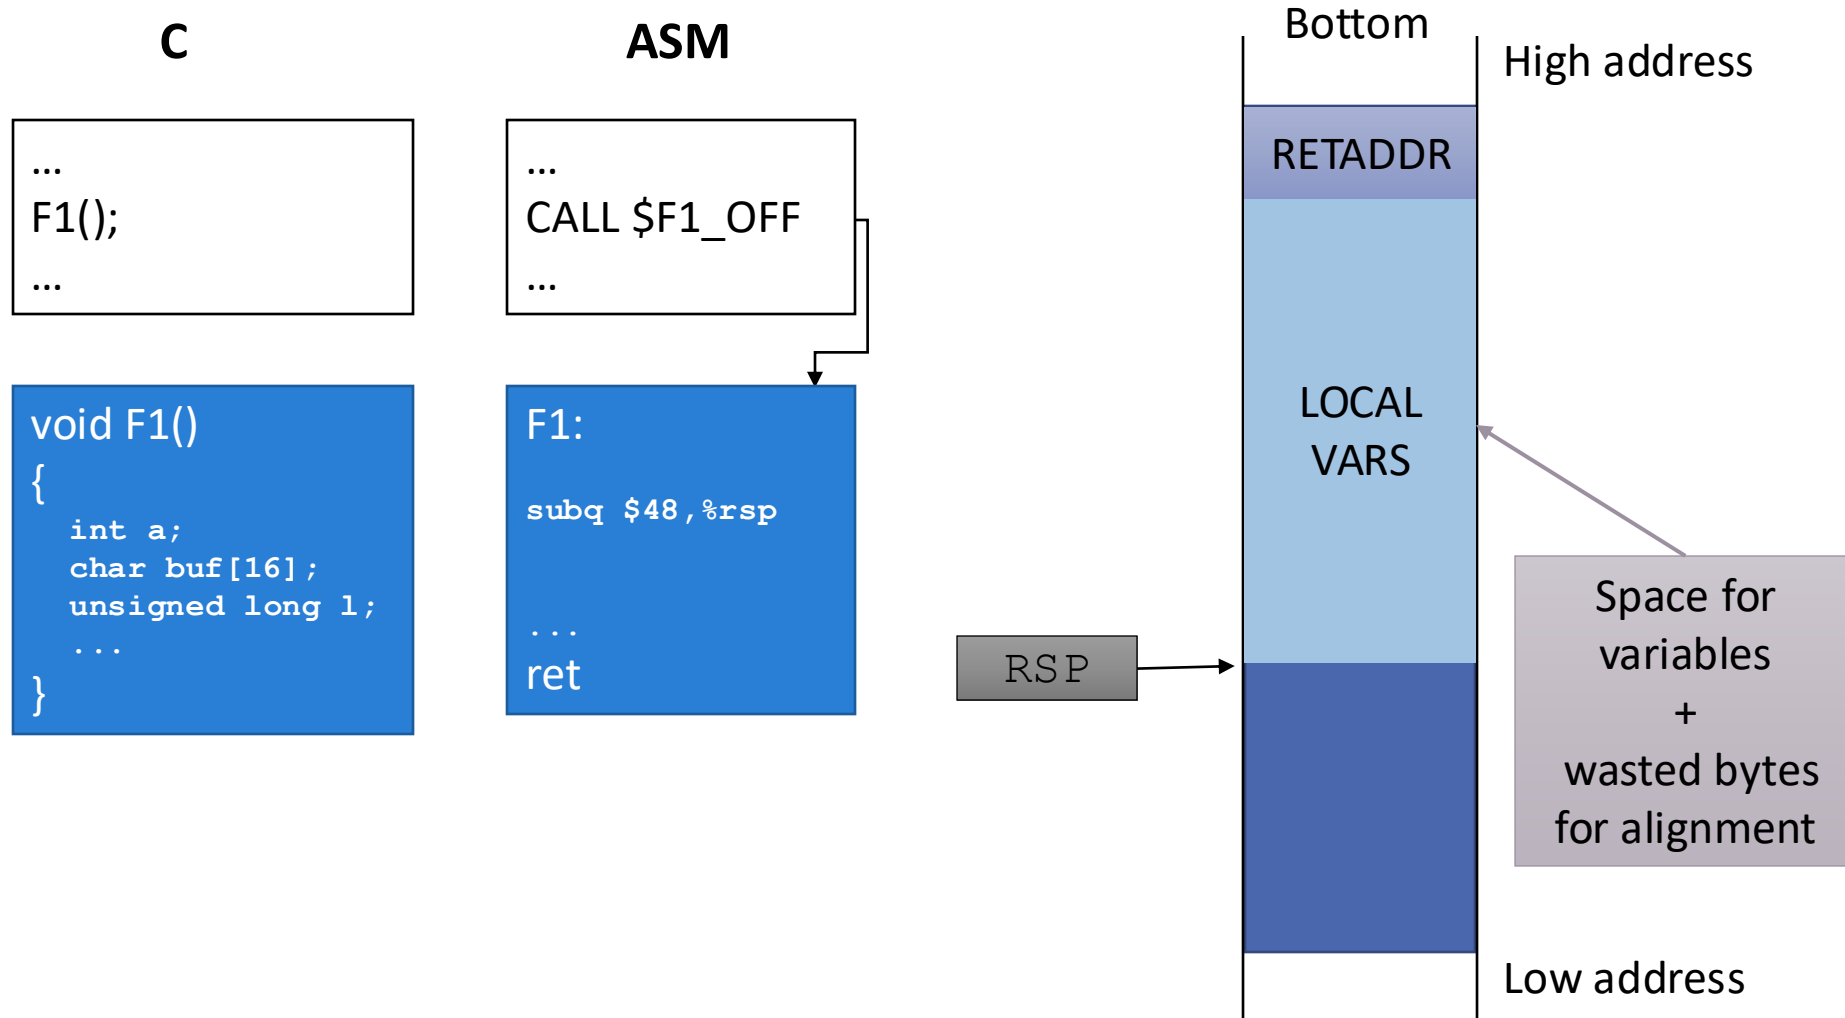 C
ASM
Bottom
High address
...
F1();
...
...
CALL $F1_OFF
...
RETADDR
void F1()
{
int a;
char buf[16];
unsigned long l;
...
}
F1:
subq $48,%rsp
...
ret
LOCAL
VARS
RSP
Space for
variables
+
wasted bytes
for alignment
Low address